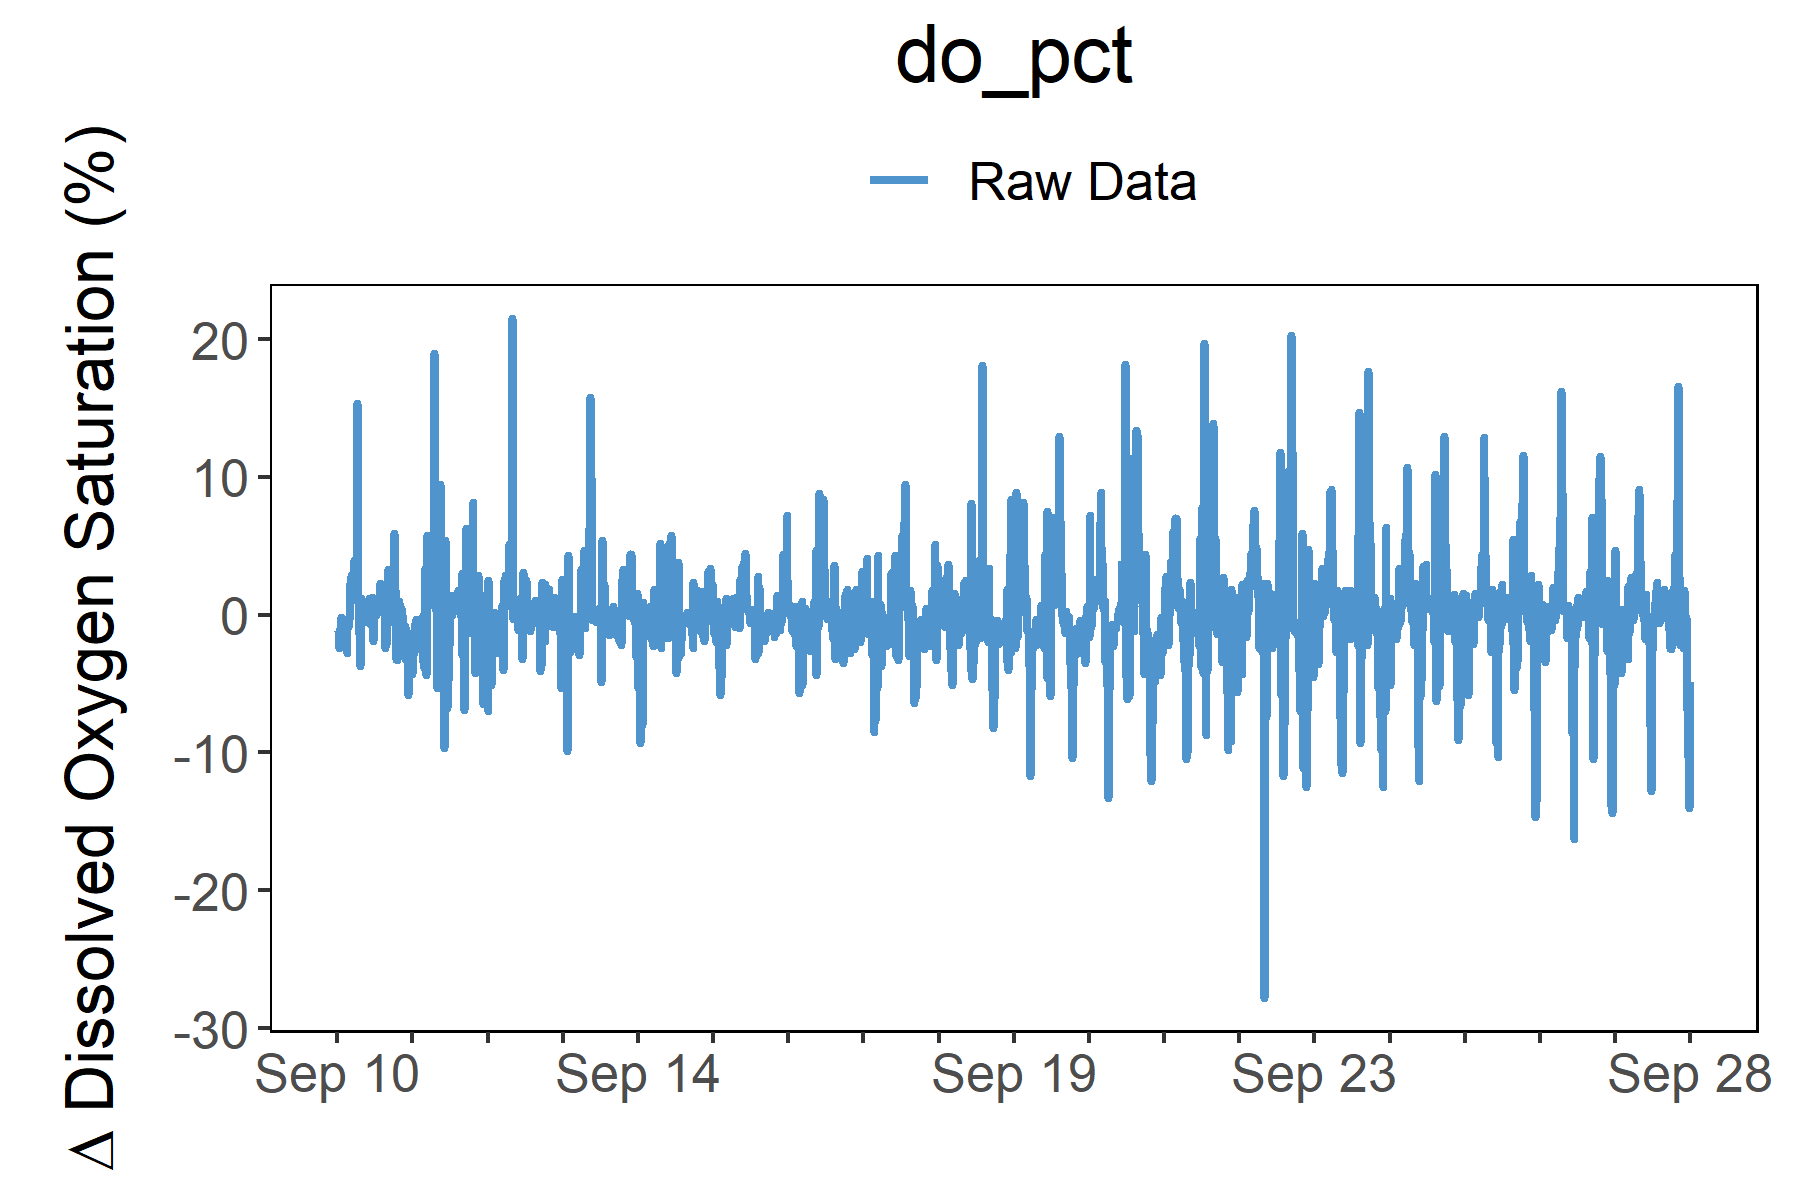 do_pct
Raw Data
Δ Dissolved Oxygen Saturation (%)
20
10
0
-10
-20
-30
Sep 10 Sep 14 Sep 19 Sep 23 Sep 28